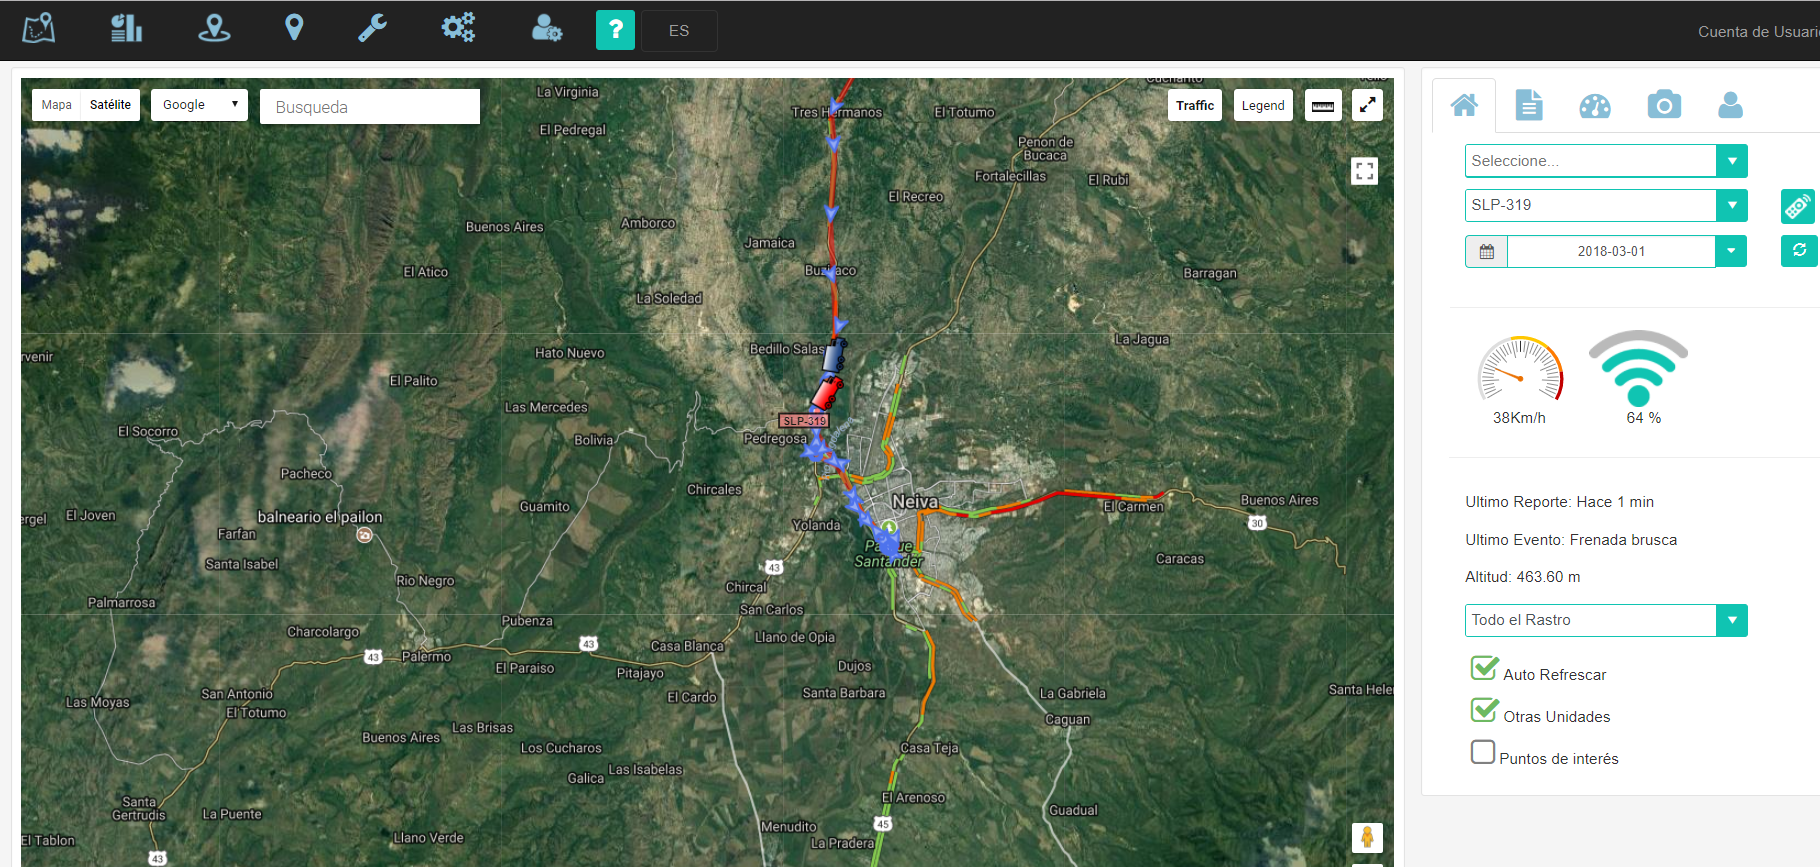 ?
ES
Cuenta de Usuari
Mapa
Satélite
Google
Busqueda
Traffic
Legend
La Virginia
Tres Hermanos
El Totumo
El Pedregal
Penon de
Bucaca
Fortalecillas
El Rubi
El Recreo
Buenos Aires
Amborco
Jamaica
El Atico
La Soledad
Barragan
La Jagua
Hato Nuevo
Bedillo Salas
El Palito
Las Mercedes
SLP-319
El Socorro
Bolivia
Pedregosa
Pacheco
Chircales
Neiva
Buenos Aires
El Carmen
30
Guamito
El Joven
balneario el pailon
Yolanda
Farfan
Parque
Santander
Santa Isabel
Caracas
43
Rio Negro
Chircal
Palmarrosa
San Carlos
Pubenza
Charcolargo
Llano de Opia
43
Casa Blanca
43
Palermo
El Paraiso
Pitajayo
Dujos
San Antonio
El Cardo
Santa Barbara
La Gabriela
Santa Hele
Las Moyas
El Totumo
Caguan
Las Brisas
Buenos Aires
Los Cucharos
Casa Teja
Las Isabelas
Galica
Santa
Gertrudis
La Puente
El Arenoso
Guadual
Menudito
45
El Tablon
Llano Verde
La Pradera
43
Seleccione...
SLP-319
2018-03-01
38Km/h
64 %
Ultimo Reporte: Hace 1 min
Ultimo Evento: Frenada brusca
Altitud: 463.60 m
Todo el Rastro
Auto Refrescar
Otras Unidades
Puntos de interés